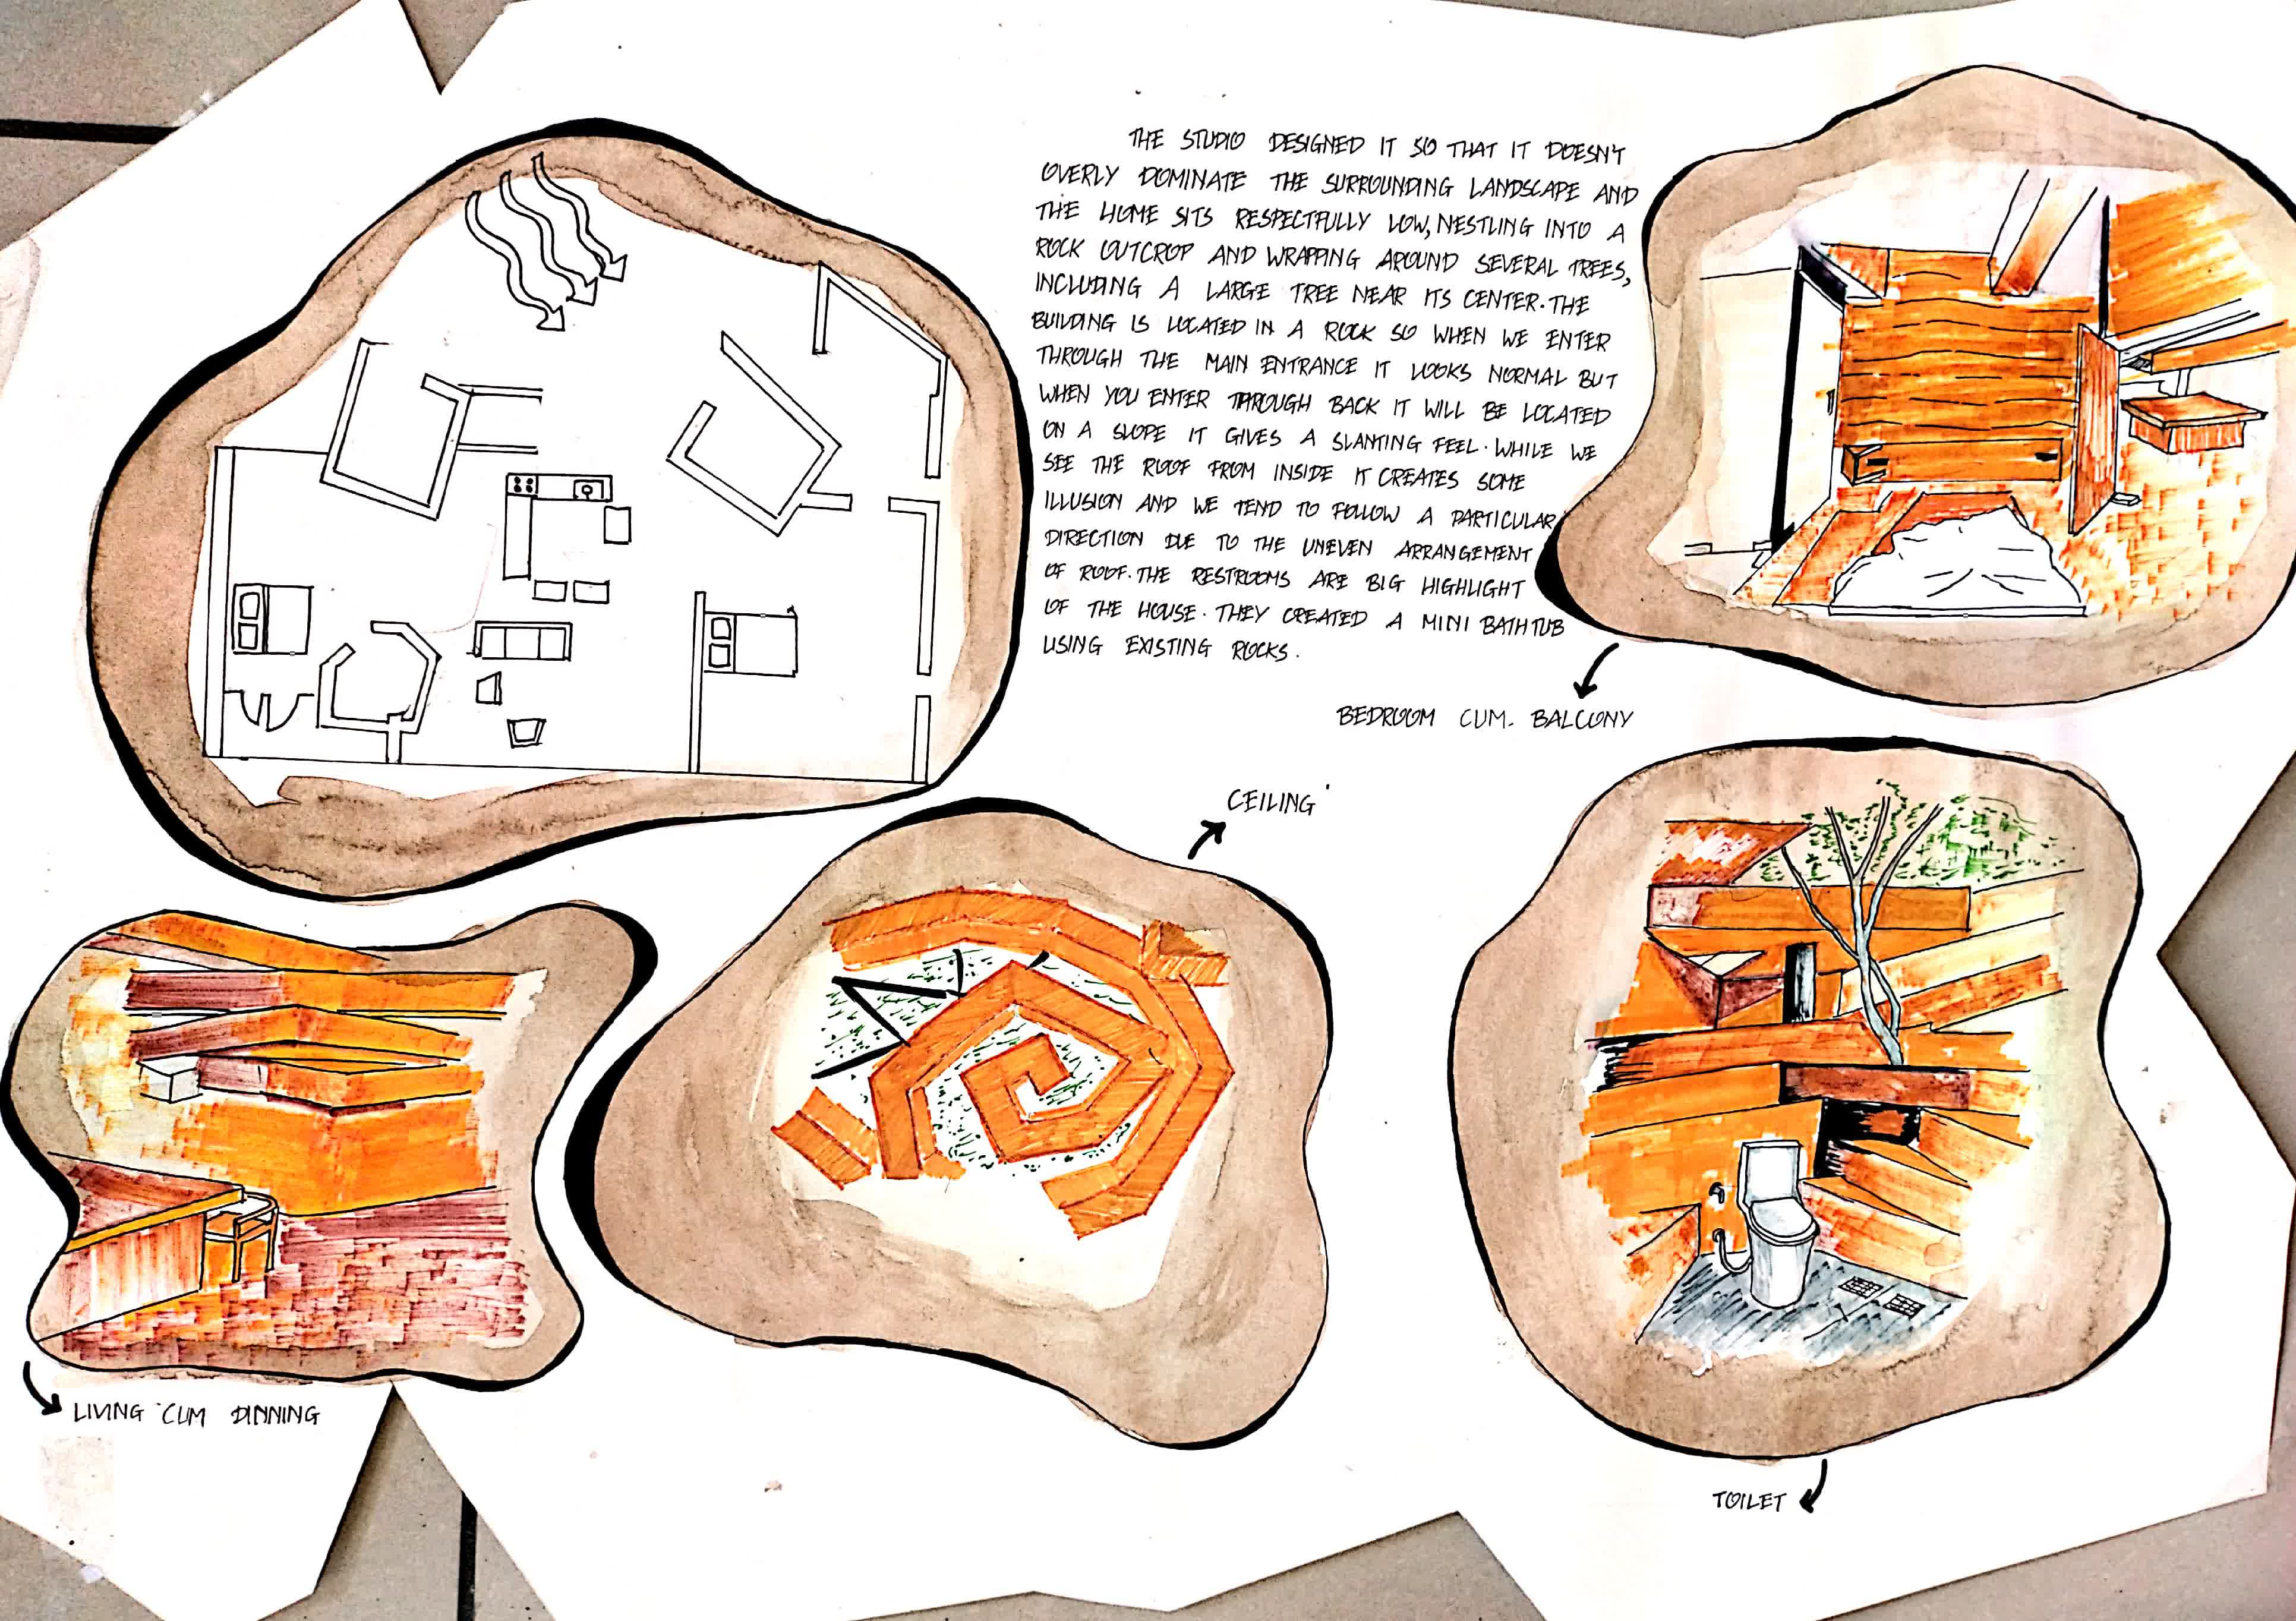 THE STUDIO DESIGNED IT SO THAT IT DOESN'T
OVERLY DOMINATE THE SURROUNDING LANDSCAPE AND
THE HOME SITS RESPECTFULLY LOW, NESTLING INTO A
ROCK OUTCROP AND WRAPPING AROUND SEVERAL TREES,
INCLUDING A LARGE TREE NEAR ITS CENTER. THE
BUILDING IS LOCATED IN A ROCK SO WHEN WE ENTER
THROUGH THE MAIN ENTRANCE IT LOOKS NORMAL BUT
WHEN YOU ENTER THROUGH BACK IT WILL BE LOCATED
ON A SLOPE IT GIVES A SLANTING FEEL. WHILE WE
SEE THE ROOF FROM INSIDE IT CREATES SOME
ILLUSION AND WE TEND TO FOLLOW A PARTICULAR
DIRECTION DUE TO THE UNEVEN ARRANGEMENT
OF ROOF. THE RESTROOMS ARE BIG HIGHLIGHT
OF THE HOUSE. THEY CREATED A MINI BATHTUB
USING EXISTING ROCKS.
BEDROOM CUM. BALCONY
CEILING
LIVING CUM DINNING
TOILET